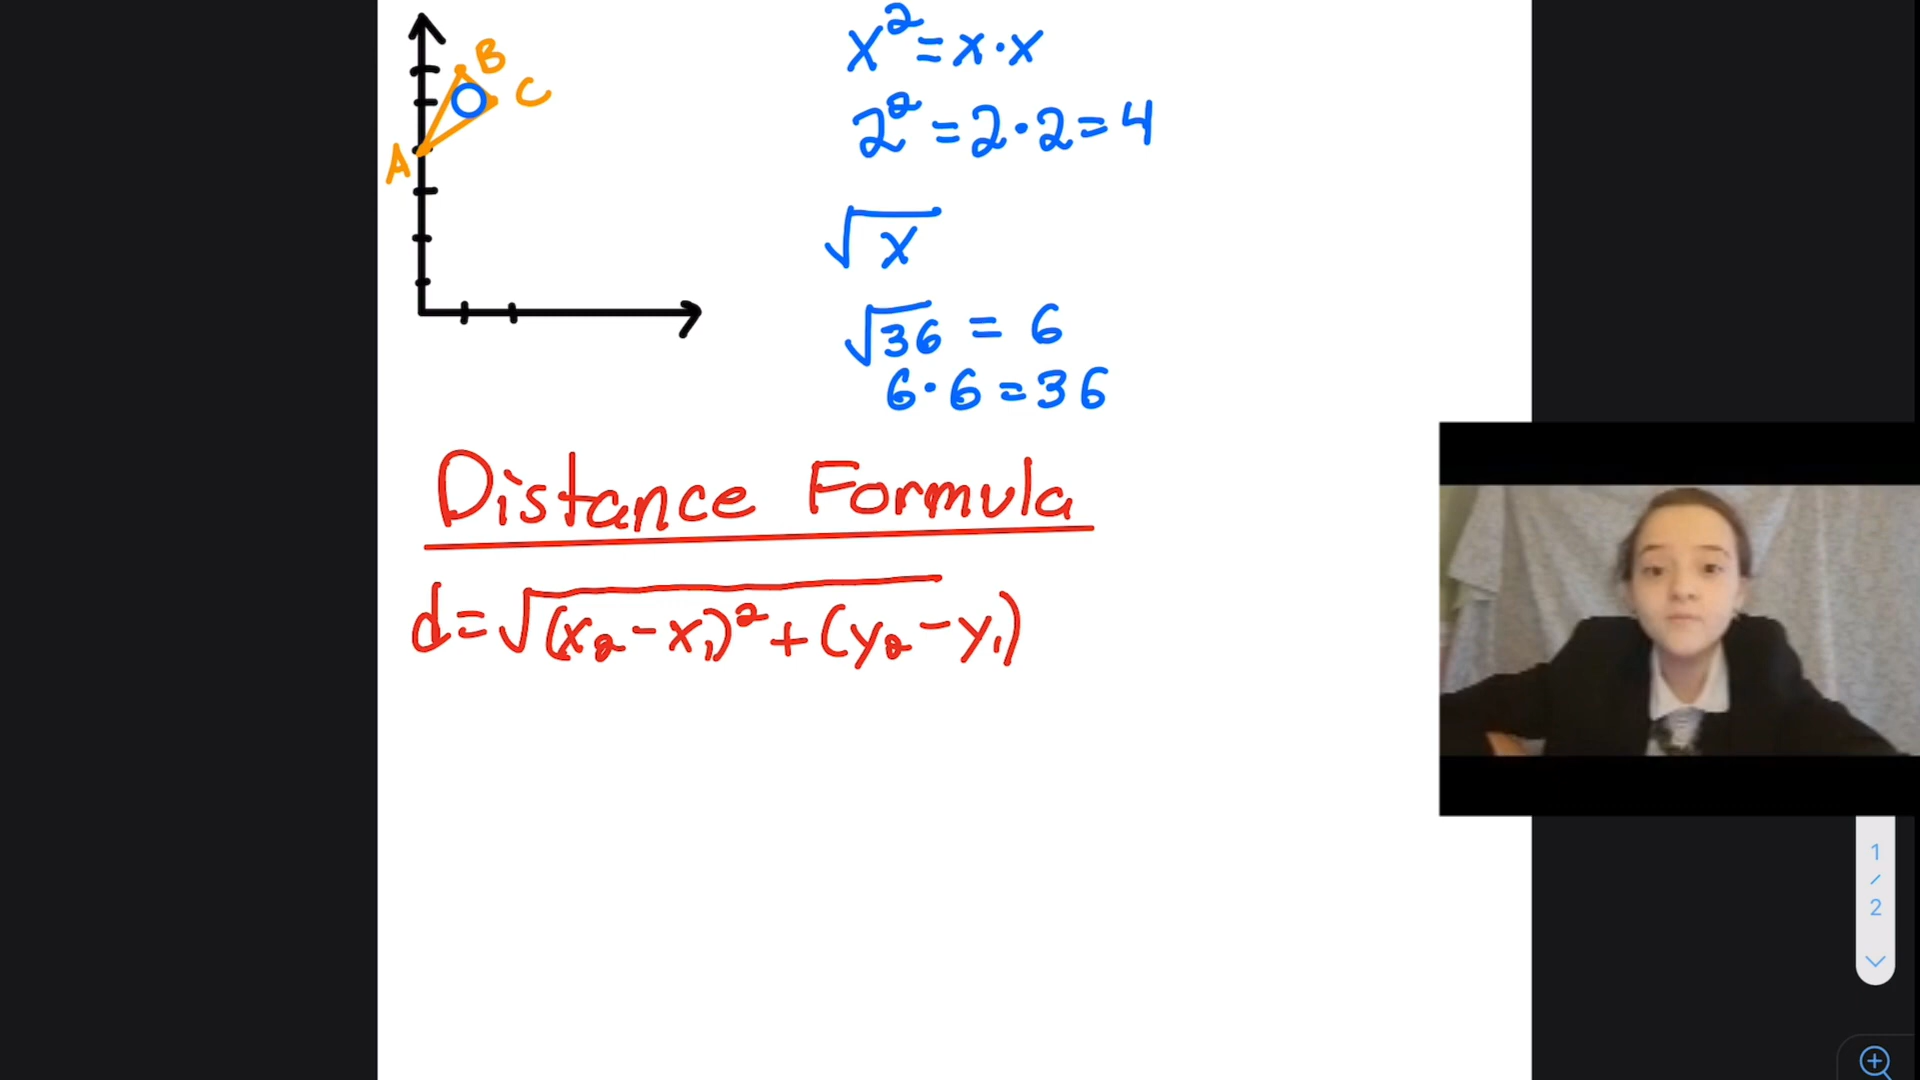 B
C
A
x² = x · x
2² = 2 · 2 = 4
√x
√36 = 6
6 · 6 = 36
Distance Formula
d = √(x₂ - x₁)² + (y₂ - y₁)
1
/
2